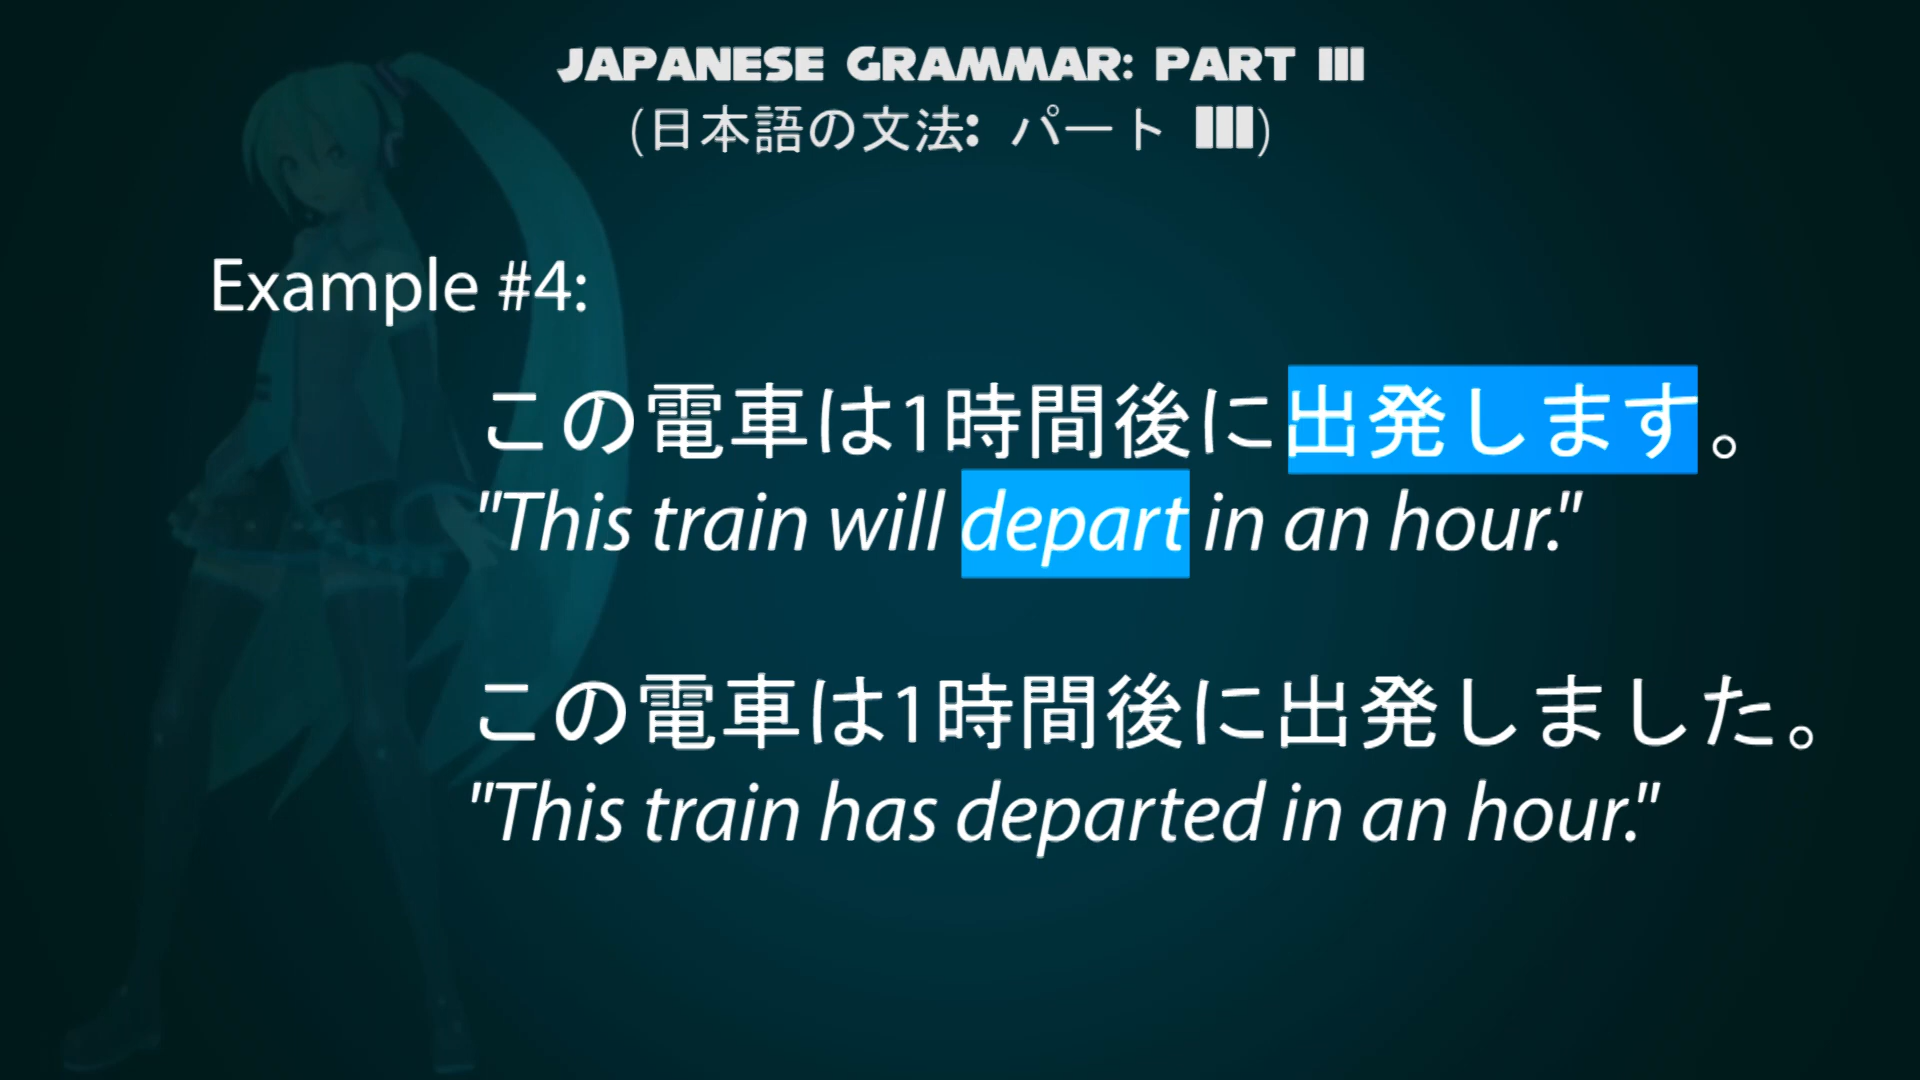 JAPANESE GRAMMAR: PART III
(日本語の文法: パート III)
Example #4:
この電車は1時間後に出発します。
"This train will depart in an hour."
この電車は1時間後に出発しました。
"This train has departed in an hour."